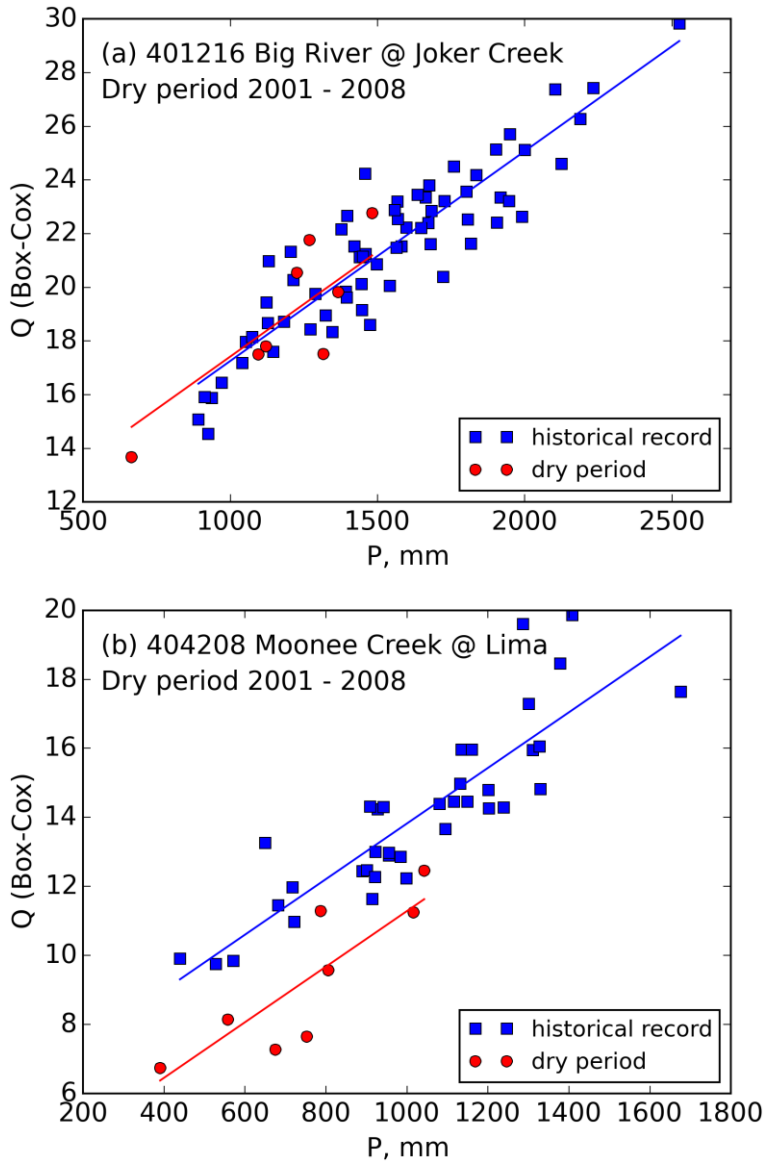 30
28
26
24
22
20
18
16
14
12
Q (Box-Cox)
(a) 401216 Big River @ Joker Creek
Dry period 2001 - 2008
historical record
dry period
500 1000 1500 2000 2500
P, mm
20
18
16
14
12
10
8
6
Q (Box-Cox)
(b) 404208 Moonee Creek @ Lima
Dry period 2001 - 2008
historical record
dry period
200 400 600 800 1000 1200 1400 1600 1800
P, mm